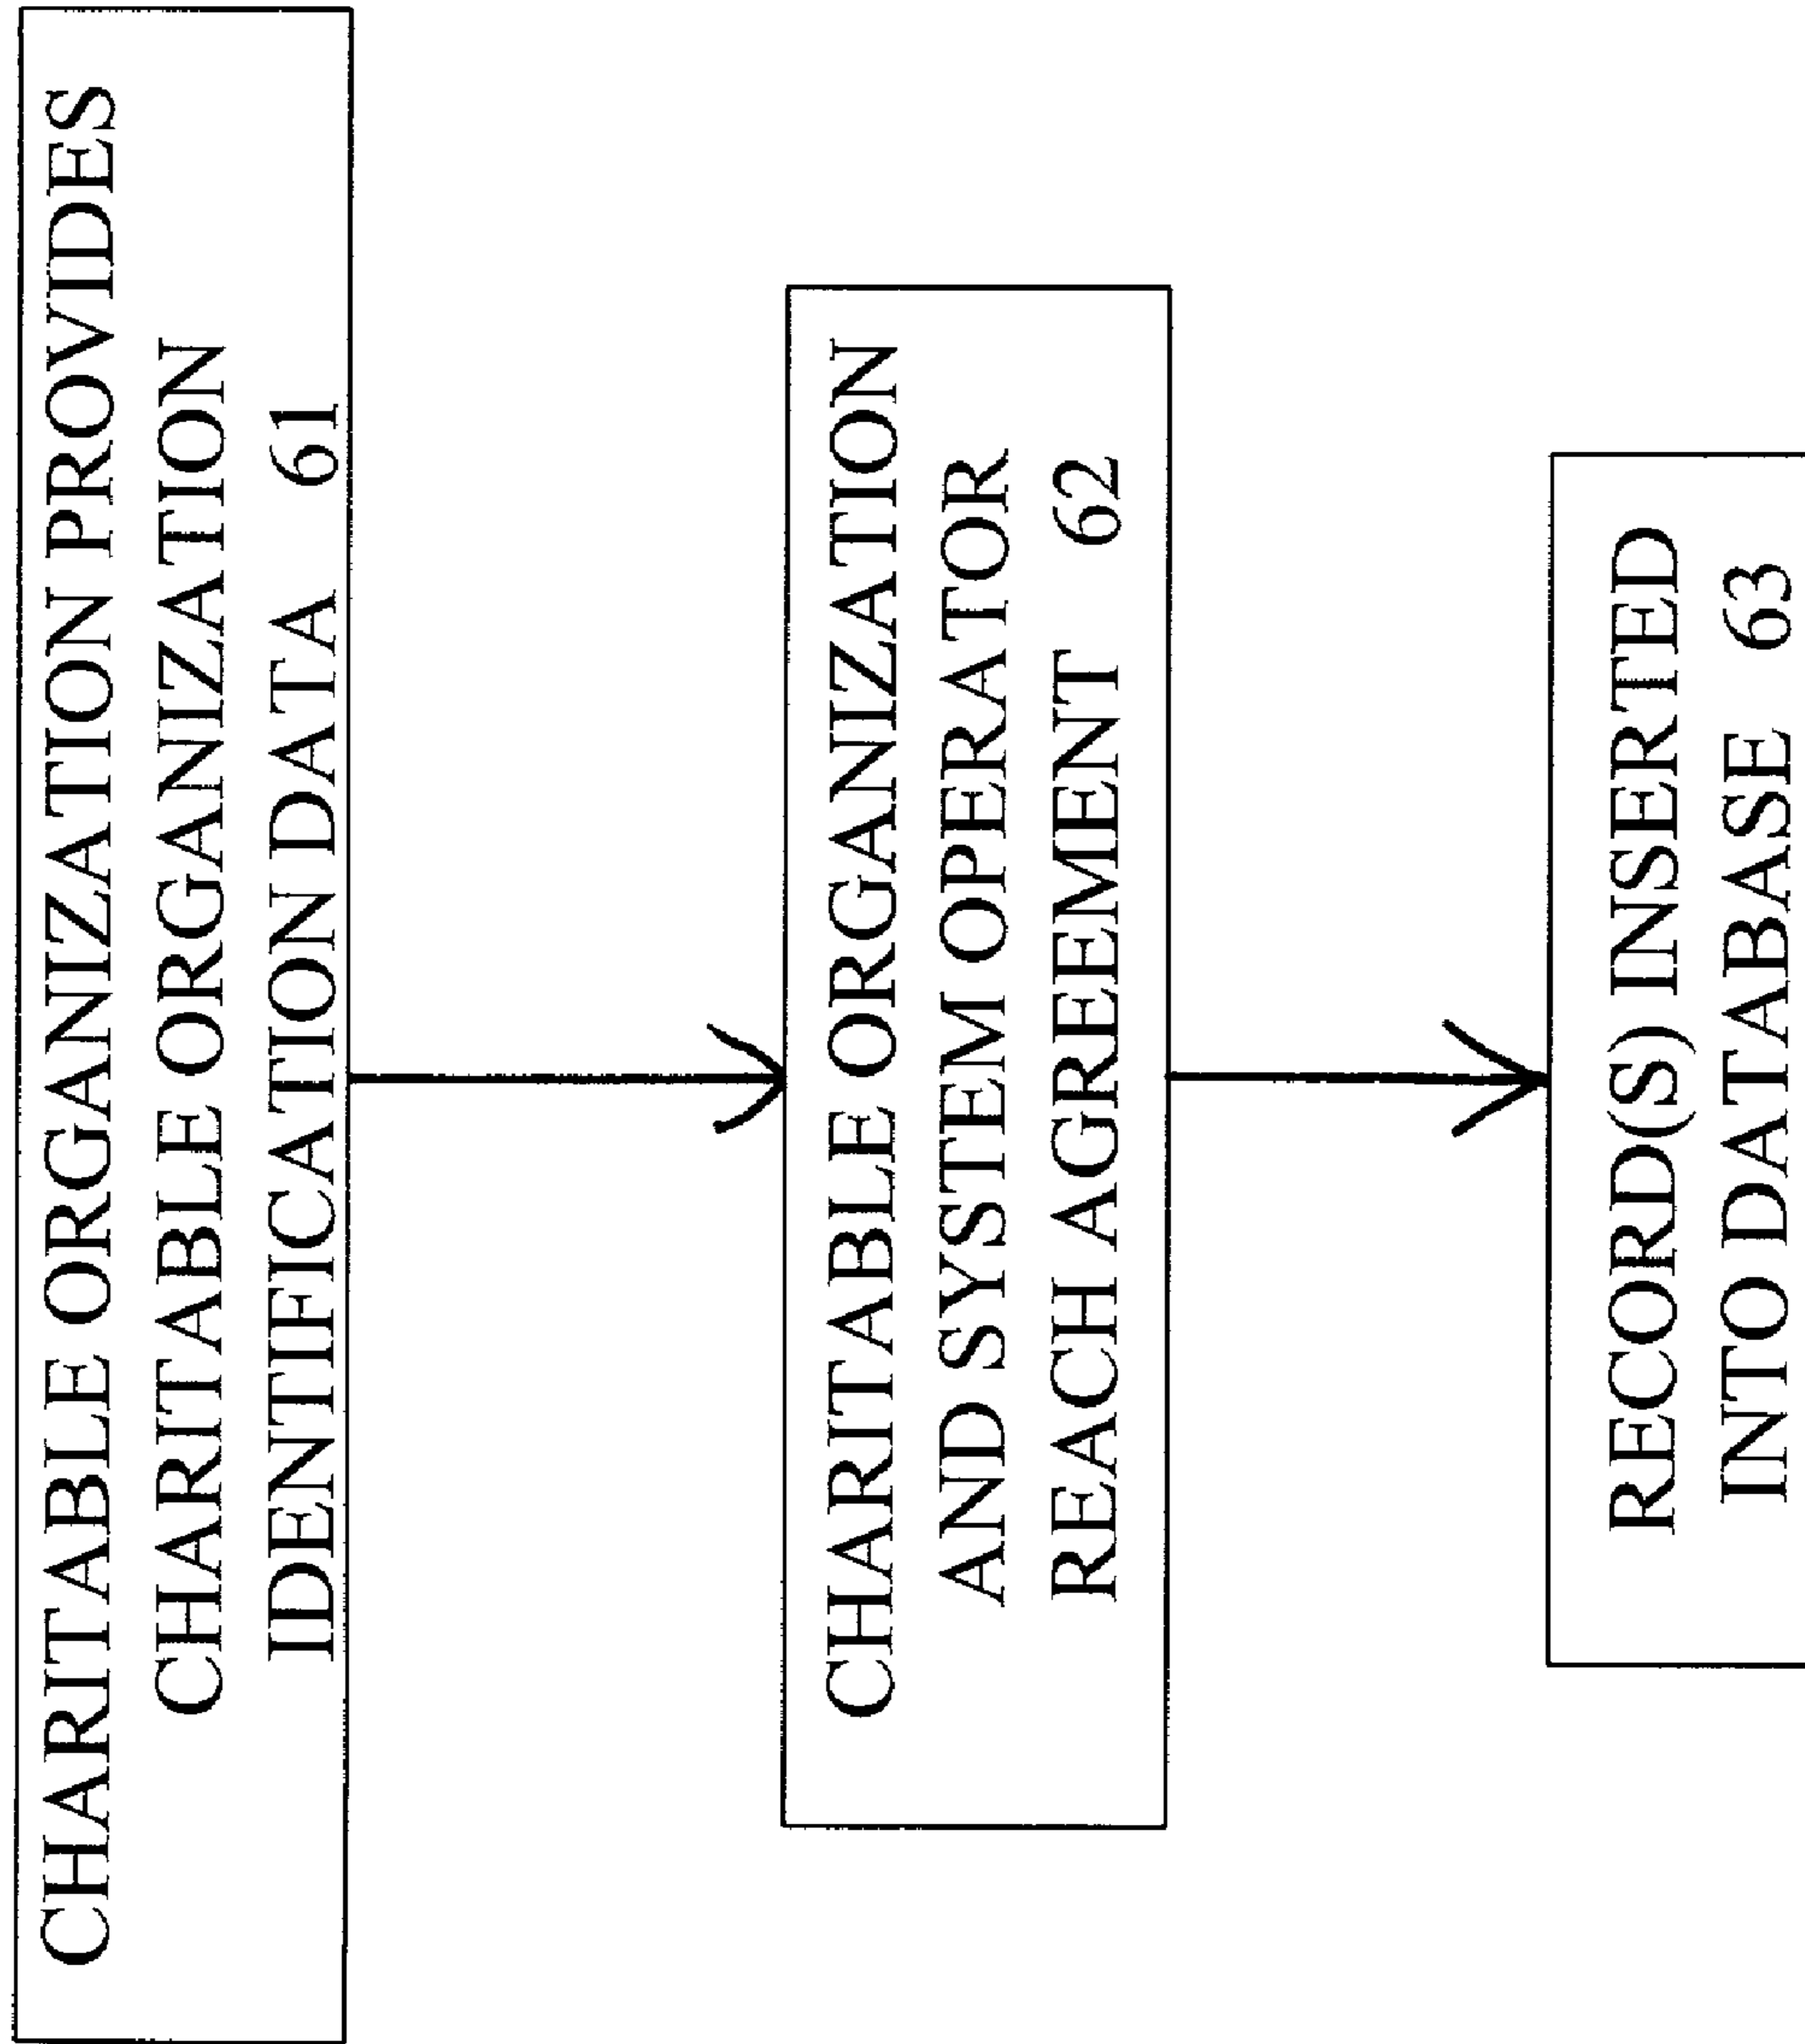 CHARITABLE ORGANIZATION PROVIDES
CHARITABLE ORGANIZATION
IDENTIFICATION DATA 61
CHARITABLE ORGANIZATION
AND SYSTEM OPERATOR
REACH AGREEMENT 62
RECORD(S) INSERTED
INTO DATABASE 63